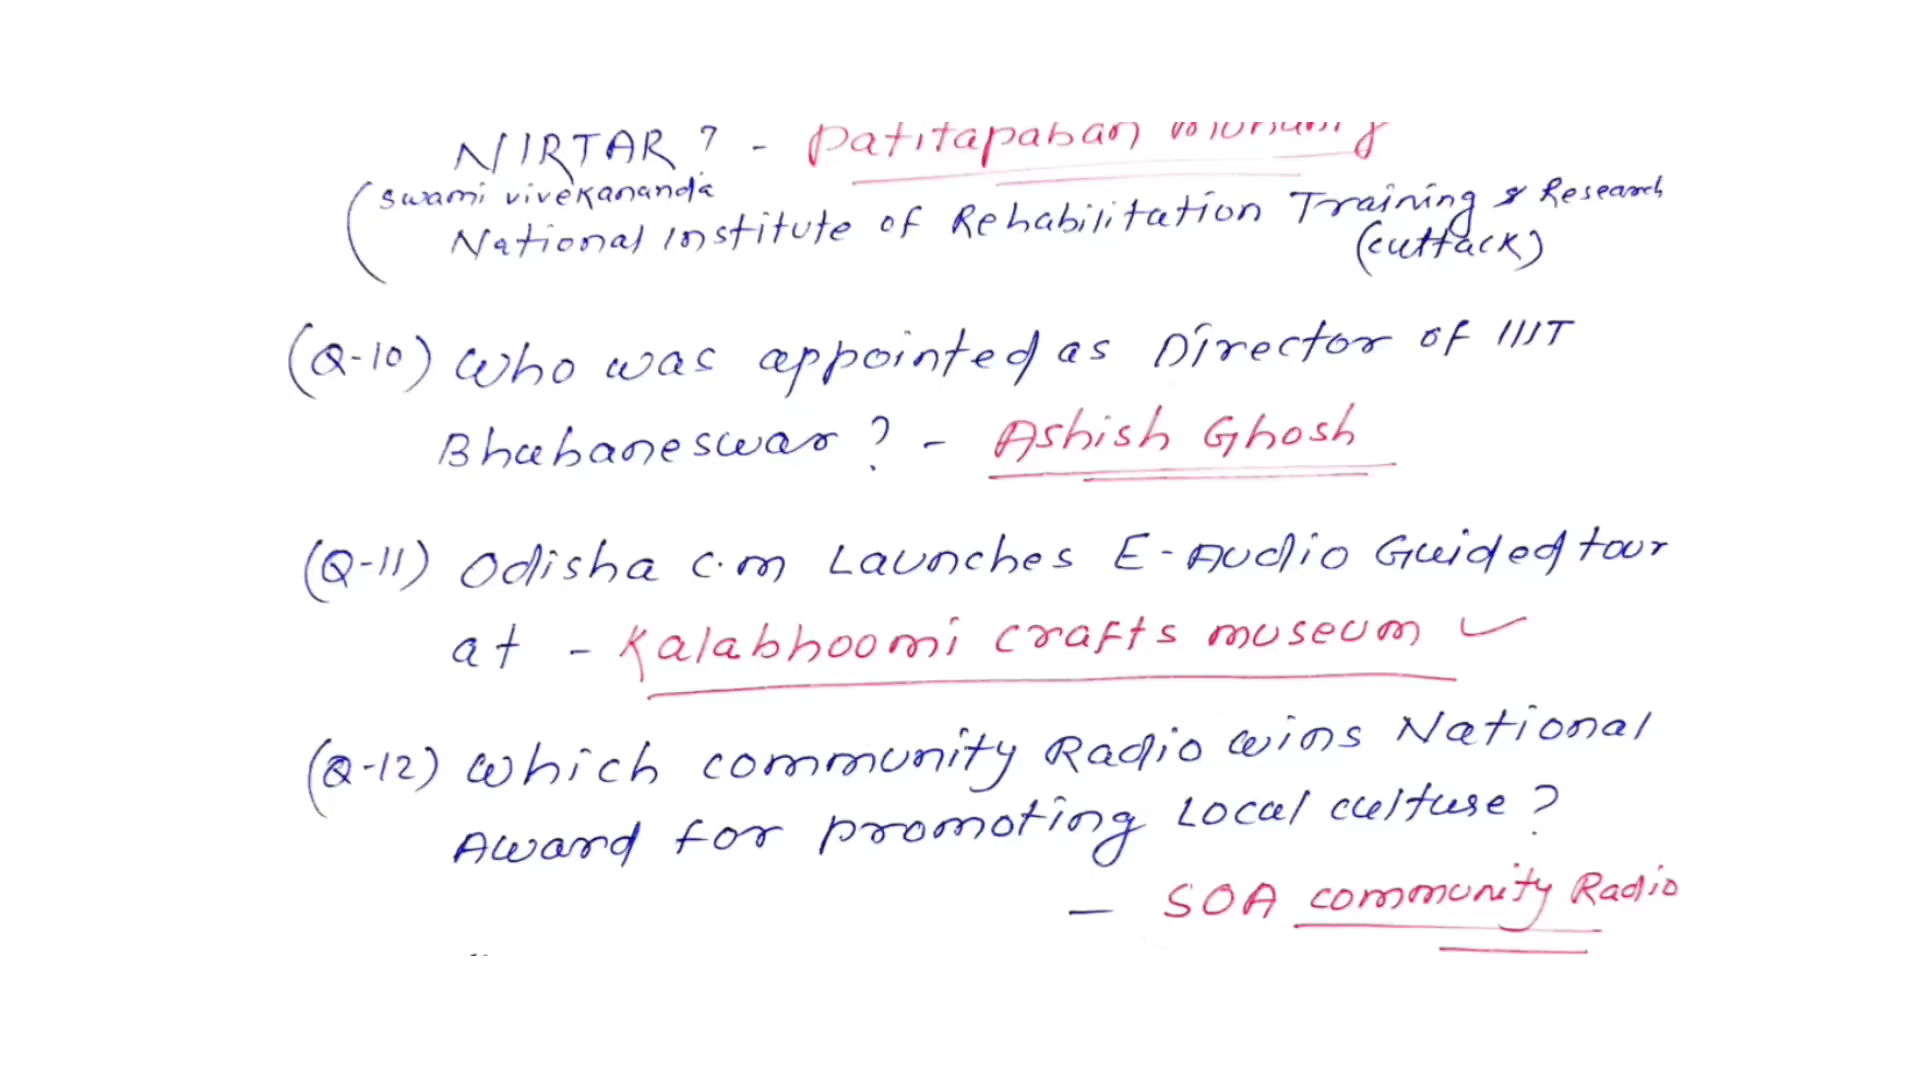 NIRTAR ? - Patitapaban
(Swami Vivekananda
National Institute of Rehabilitation Training & Research
(Cuttack)
(Q-10) Who was appointed as Director of IIIT
Bhubaneswar ? - Ashish Ghosh
(Q-11) Odisha C.M Launches E-Audio Guided tour
at - Kalabhoomi Crafts museum ✓
(Q-12) Which community Radio wins National
Award for promoting Local culture ?
- SOA community Radio